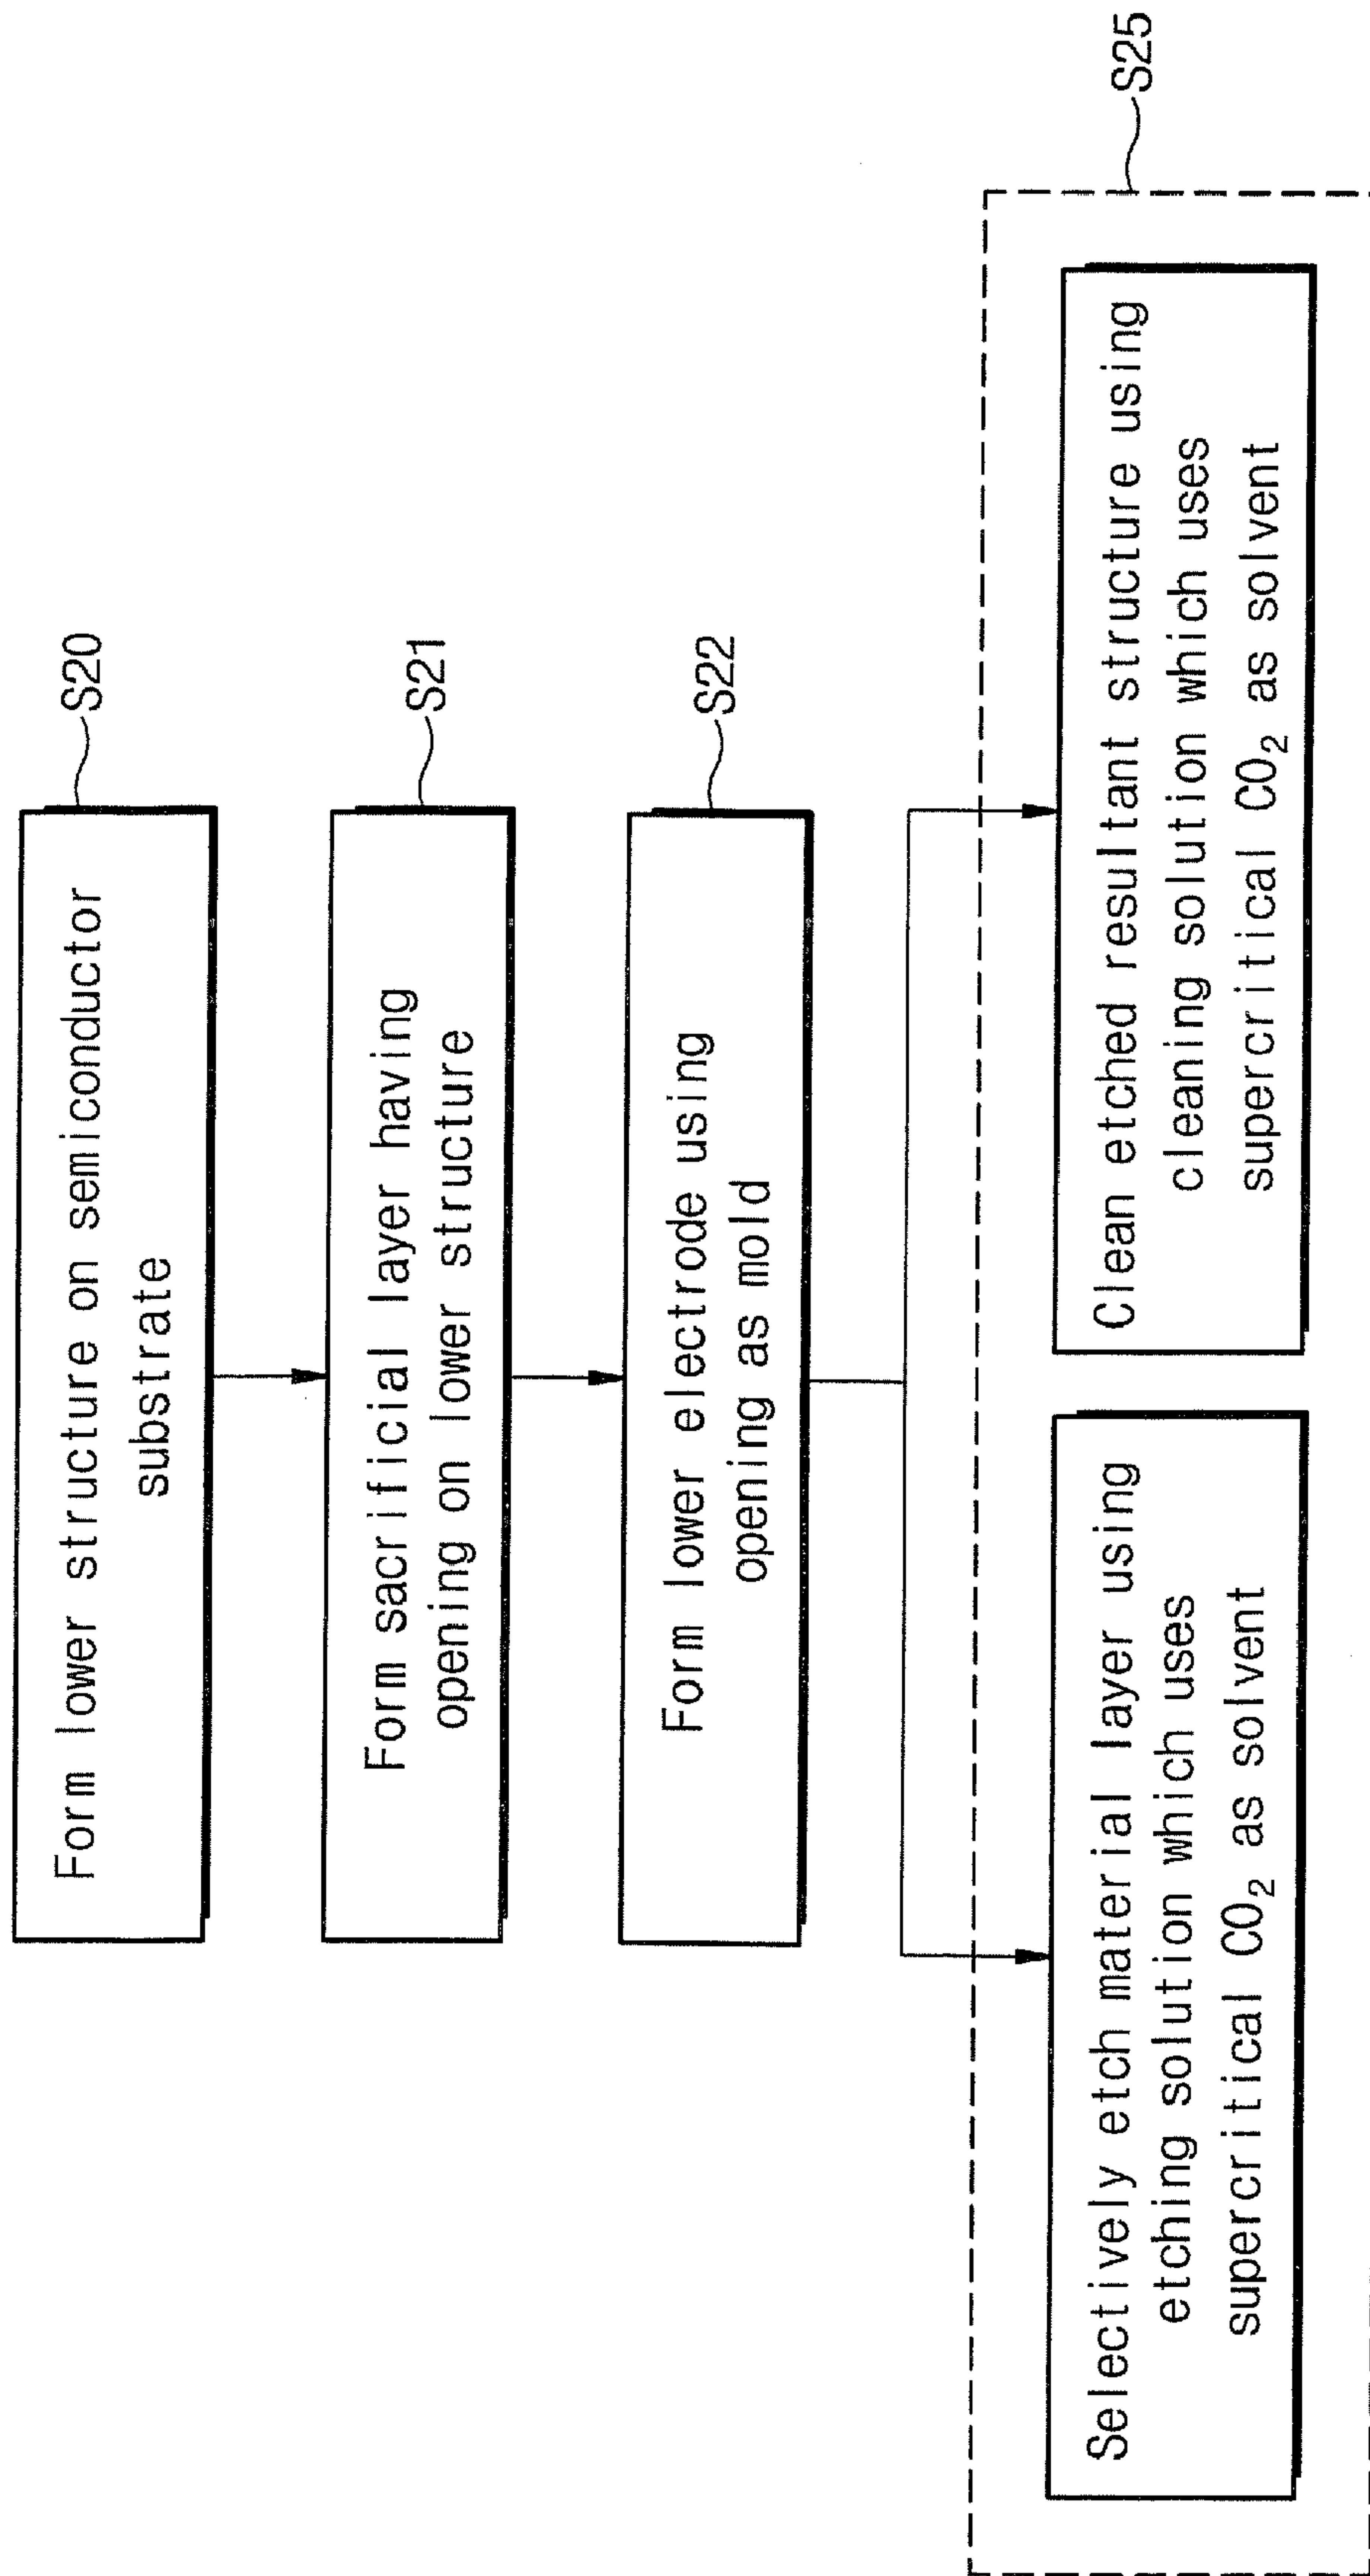 Form lower structure on semiconductor
substrate
S20
Form sacrificial layer having
opening on lower structure
S21
Form lower electrode using
opening as mold
S22
Selectively etch material layer using
etching solution which uses
supercritical CO₂ as solvent
Clean etched resultant structure using
cleaning solution which uses
supercritical CO₂ as solvent
S25